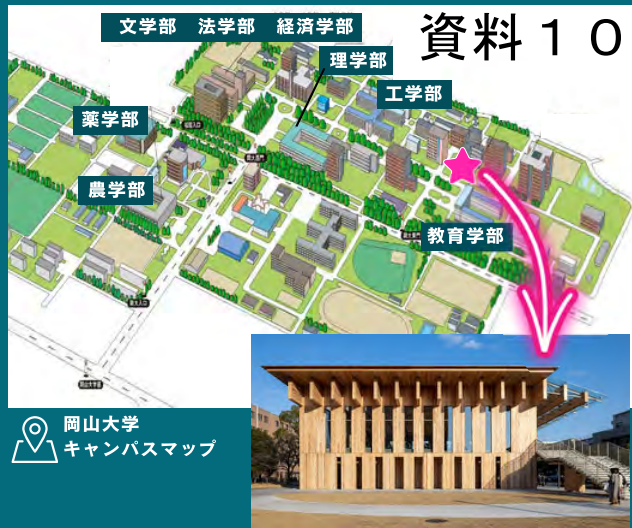 資料１０
文学部 法学部 経済学部
理学部
工学部
薬学部
農学部
教育学部
岡山大学
キャンパスマップ